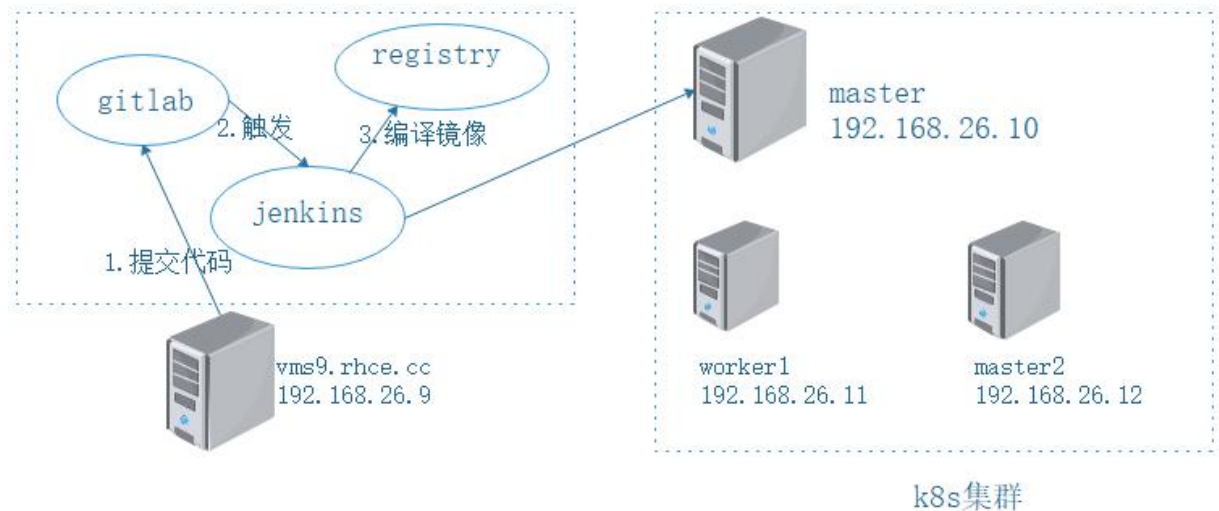 registry
gitlab
2.触发
3.编译镜像
jenkins
1.提交代码
vms9.rhce.cc
192.168.26.9
master
192.168.26.10
worker1
192.168.26.11
master2
192.168.26.12
k8s集群